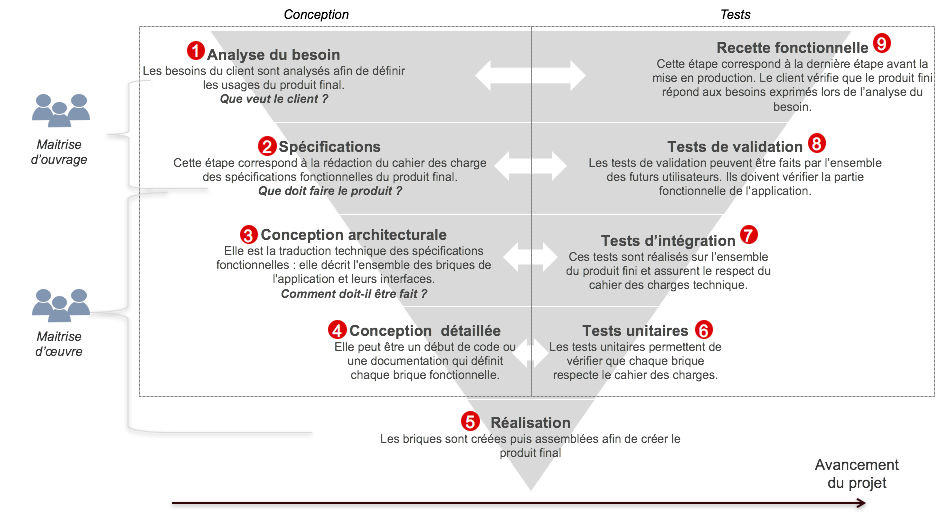 Conception
Tests
1 Analyse du besoin
Les besoins du client sont analysés afin de définir
les usages du produit final.
Que veut le client ?
Recette fonctionnelle 9
Cette étape correspond à la dernière étape avant la
mise en production. Le client vérifie que le produit fini
répond aux besoins exprimés lors de l'analyse du
besoin.
Maitrise
d'ouvrage
2 Spécifications
Cette étape correspond à la rédaction du cahier des charge
des spécifications fonctionnelles du produit final.
Que doit faire le produit ?
Tests de validation 8
Les tests de validation peuvent être faits par l'ensemble
des futurs utilisateurs. Ils doivent vérifier la partie
fonctionnelle de l'application.
3 Conception architecturale
Elle est la traduction technique des spécifications
fonctionnelles : elle décrit l'ensemble des briques de
l'application et leurs interfaces.
Comment doit-il être fait ?
Tests d'intégration 7
Ces tests sont réalisés sur l'ensemble
du produit fini et assurent le respect du
cahier des charges technique.
Maitrise
d'œuvre
4 Conception détaillée
Elle peut être un début de code ou
une documentation qui définit
chaque brique fonctionnelle.
Tests unitaires 6
Les tests unitaires permettent de
vérifier que chaque brique
respecte le cahier des charges.
5 Réalisation
Les briques sont créées puis assemblées afin de créer le
produit final
Avancement
du projet